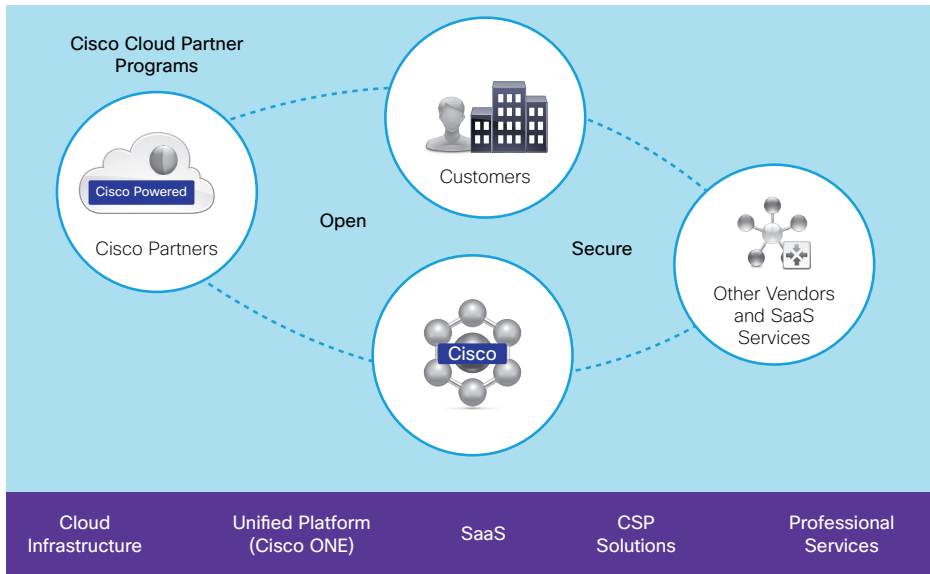 Cisco Cloud Partner
Programs
Cisco Powered
Cisco Partners
Customers
Open
Secure
Other Vendors
and SaaS
Services
Cisco
Cloud
Infrastructure
Unified Platform
(Cisco ONE)
SaaS
CSP
Solutions
Professional
Services